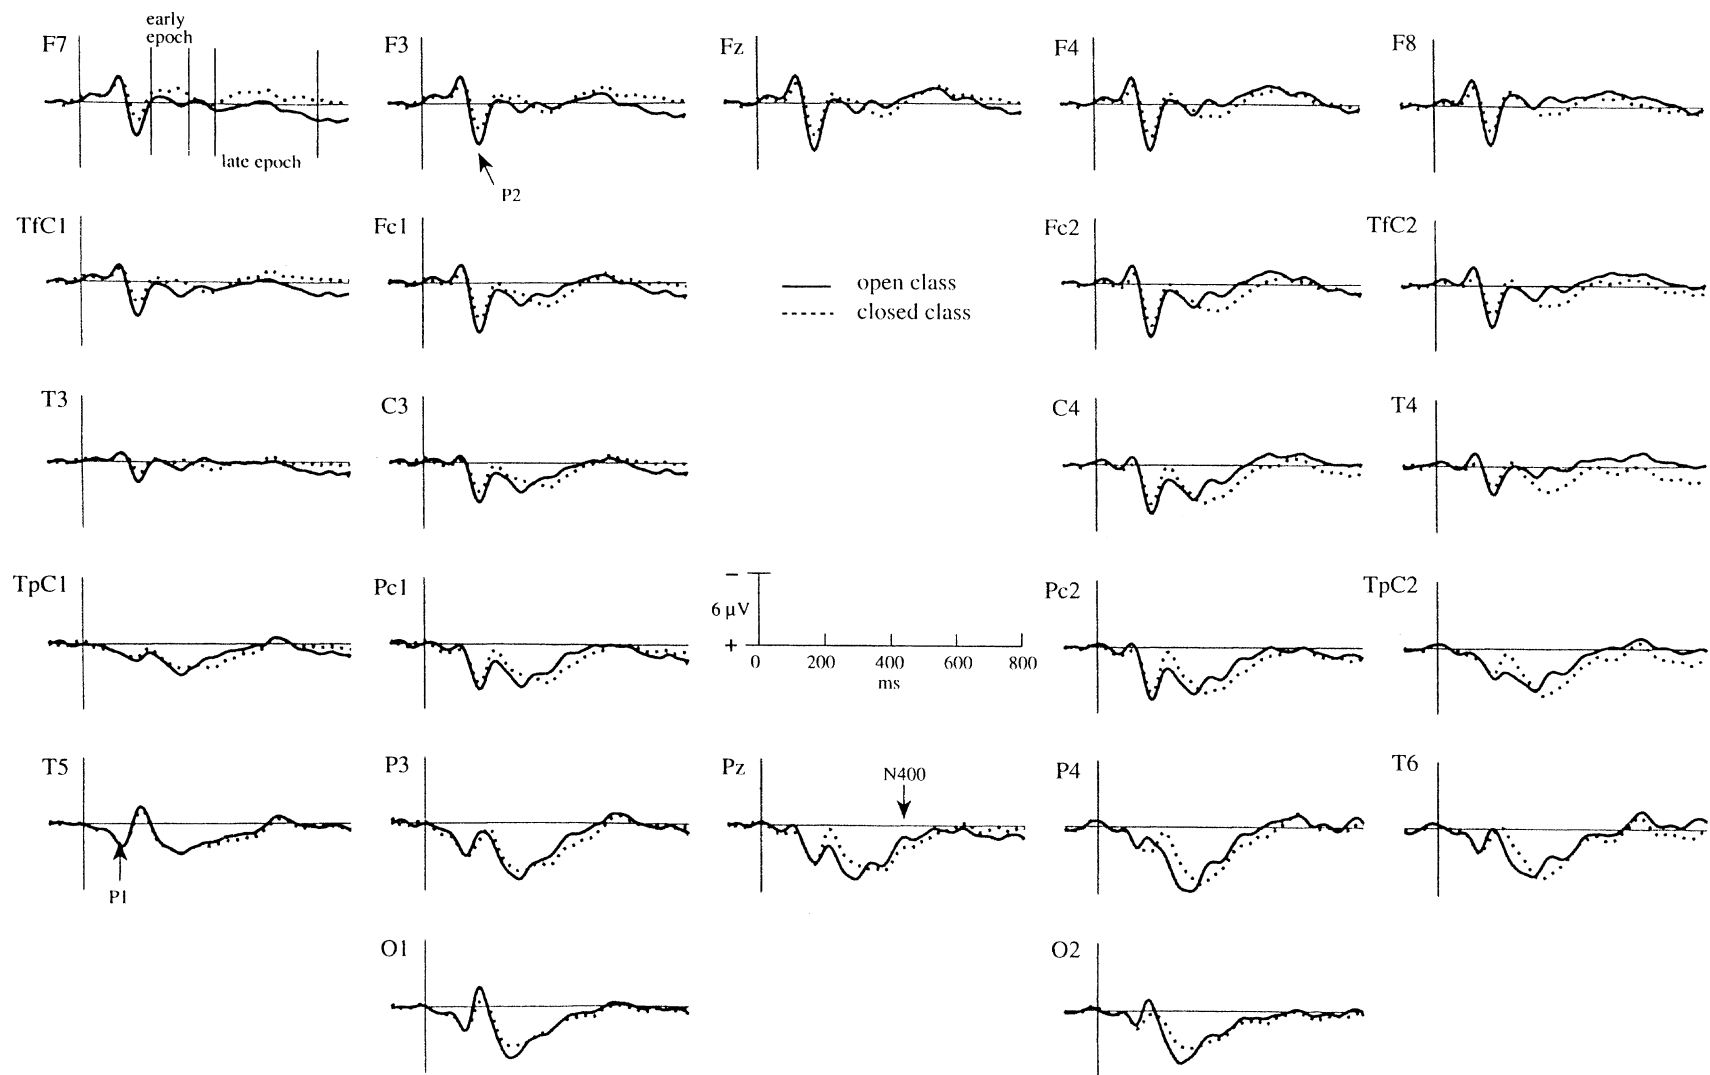 early
epoch
F7
F3
Fz
F4
F8
late epoch
P2
TfC1
Fc1
Fc2
TfC2
open class
closed class
T3
C3
C4
T4
TpC1
Pc1
−
6 µV
+
0 200 400 600 800
ms
Pc2
TpC2
T5
P3
Pz
N400
P4
T6
P1
O1
O2